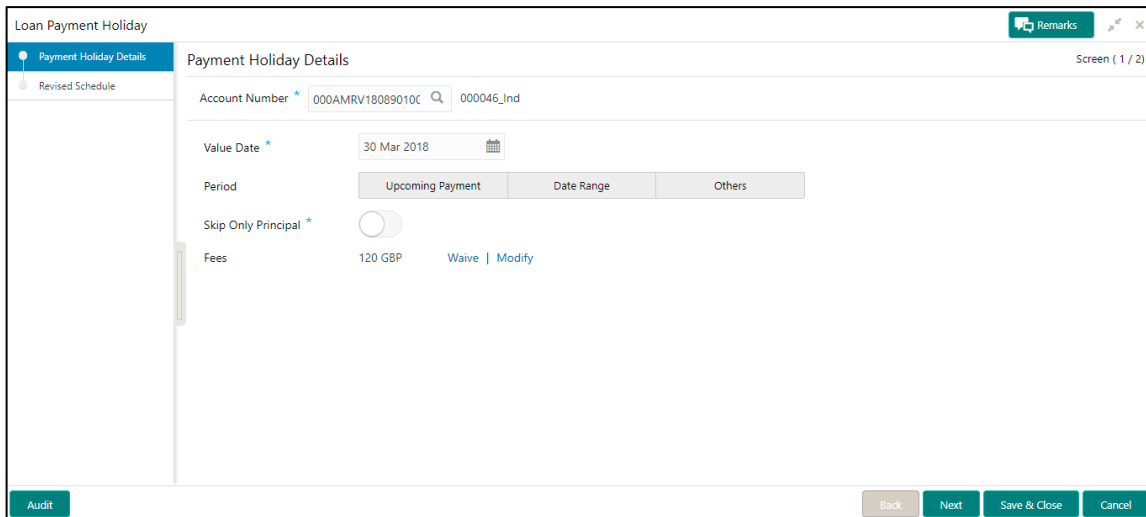 Loan Payment Holiday
Remarks
Payment Holiday Details
Revised Schedule
Payment Holiday Details
Screen ( 1 / 2)
Account Number * 000AMRV18089010C 000046_Ind
Value Date * 30 Mar 2018
Period Upcoming Payment Date Range Others
Skip Only Principal *
Fees 120 GBP Waive | Modify
Audit Back Next Save & Close Cancel